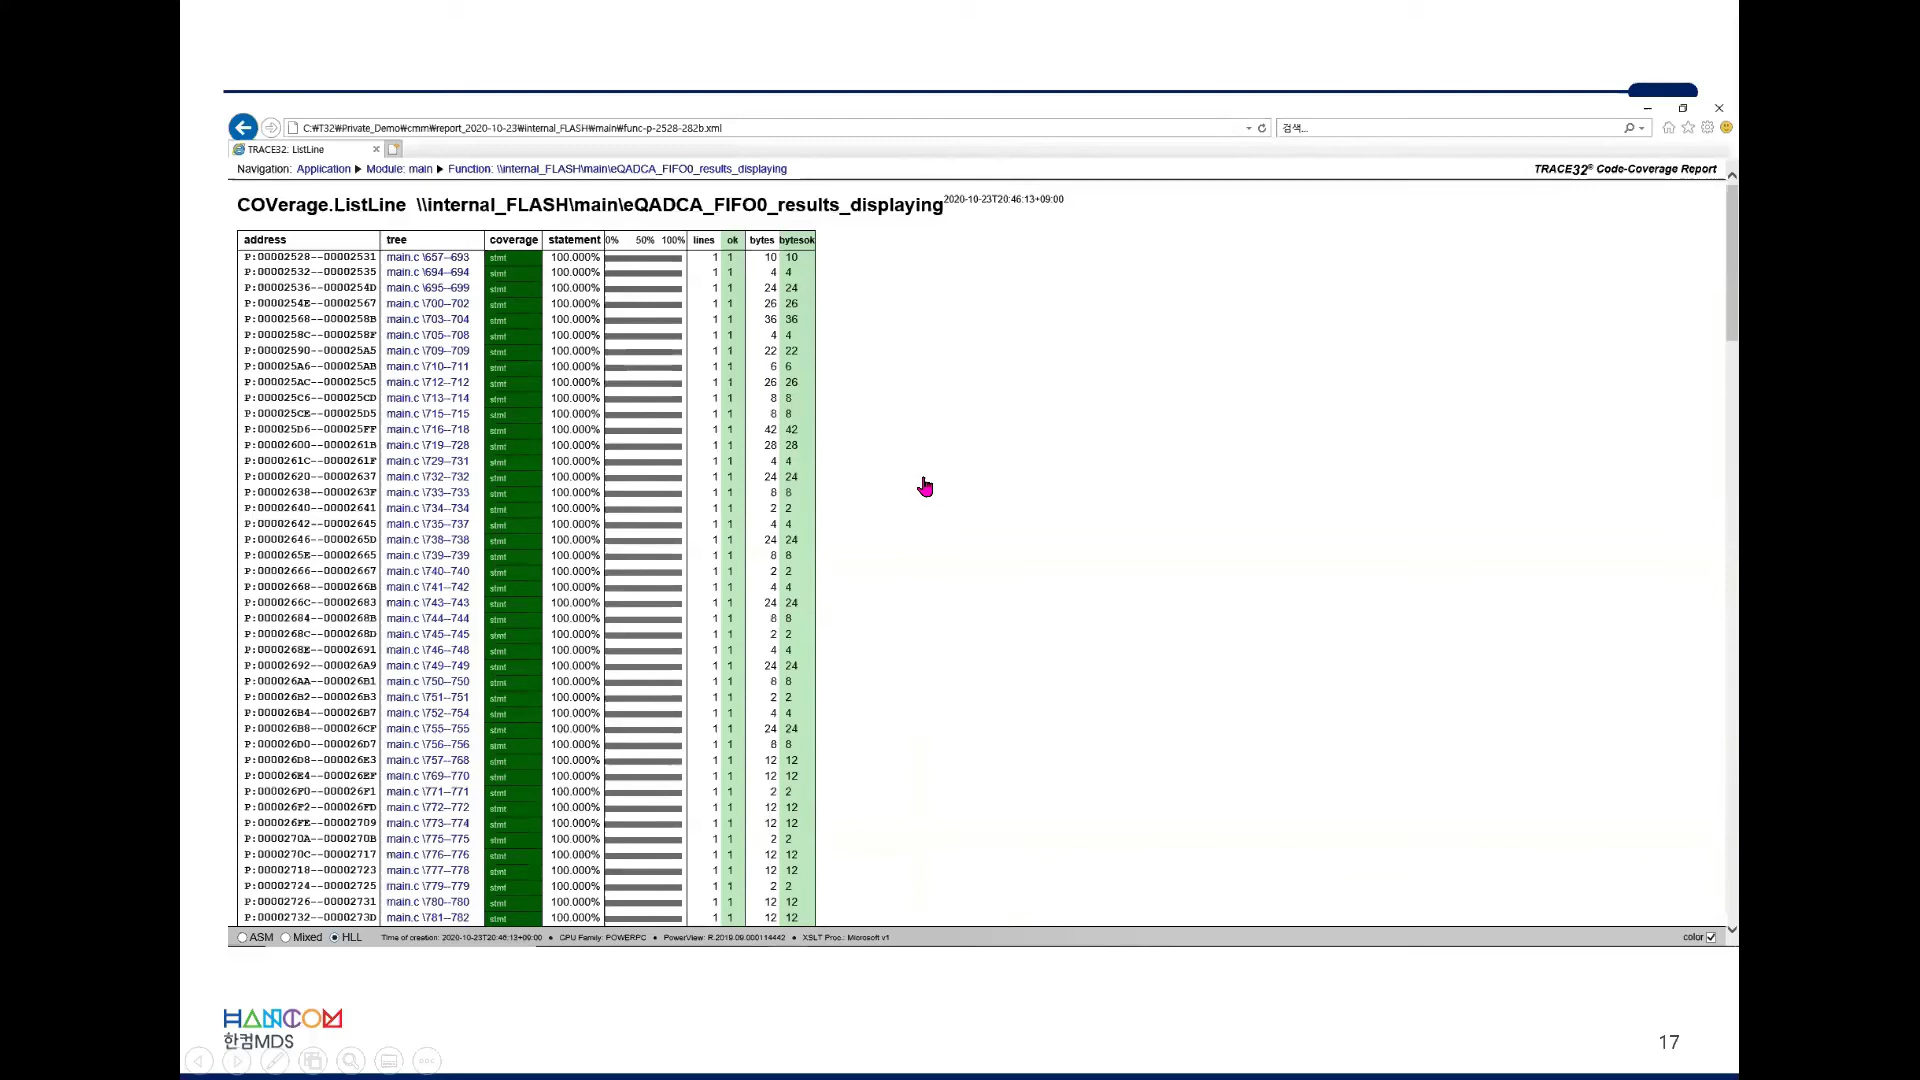 C:₩T32₩Private_Demo₩cmm₩report_2020-10-23₩internal_FLASH₩main₩func-p-2528-282b.xml
검색...
TRACE32: ListLine
Navigation: Application ▶ Module: main ▶ Function: \\internal_FLASH\main\eQADCA_FIFO0_results_displaying
TRACE32® Code-Coverage Report
COVerage.ListLine \\internal_FLASH\main\eQADCA_FIFO0_results_displaying 2020-10-23T20:46:13+09:00
address tree coverage statement 0% 50% 100% lines ok bytes bytesok
P:00002528--00002531 main.c \657--693 stmt 100.000% 1 1 10 10
P:00002532--00002535 main.c \694--694 stmt 100.000% 1 1 4 4
P:00002536--0000254D main.c \695--699 stmt 100.000% 1 1 24 24
P:0000254E--00002567 main.c \700--702 stmt 100.000% 1 1 26 26
P:00002568--0000258B main.c \703--704 stmt 100.000% 1 1 36 36
P:0000258C--0000258F main.c \705--708 stmt 100.000% 1 1 4 4
P:00002590--000025A5 main.c \709--709 stmt 100.000% 1 1 22 22
P:000025A6--000025AB main.c \710--711 stmt 100.000% 1 1 6 6
P:000025AC--000025C5 main.c \712--712 stmt 100.000% 1 1 26 26
P:000025C6--000025CD main.c \713--714 stmt 100.000% 1 1 8 8
P:000025CE--000025D5 main.c \715--715 stmt 100.000% 1 1 8 8
P:000025D6--000025FF main.c \716--718 stmt 100.000% 1 1 42 42
P:00002600--0000261B main.c \719--728 stmt 100.000% 1 1 28 28
P:0000261C--0000261F main.c \729--731 stmt 100.000% 1 1 4 4
P:00002620--00002637 main.c \732--732 stmt 100.000% 1 1 24 24
P:00002638--0000263F main.c \733--733 stmt 100.000% 1 1 8 8
P:00002640--00002641 main.c \734--734 stmt 100.000% 1 1 2 2
P:00002642--00002645 main.c \735--737 stmt 100.000% 1 1 4 4
P:00002646--0000265D main.c \738--738 stmt 100.000% 1 1 24 24
P:0000265E--00002665 main.c \739--739 stmt 100.000% 1 1 8 8
P:00002666--00002667 main.c \740--740 stmt 100.000% 1 1 2 2
P:00002668--0000266B main.c \741--742 stmt 100.000% 1 1 4 4
P:0000266C--00002683 main.c \743--743 stmt 100.000% 1 1 24 24
P:00002684--0000268B main.c \744--744 stmt 100.000% 1 1 8 8
P:0000268C--0000268D main.c \745--745 stmt 100.000% 1 1 2 2
P:0000268E--00002691 main.c \746--748 stmt 100.000% 1 1 4 4
P:00002692--000026A9 main.c \749--749 stmt 100.000% 1 1 24 24
P:000026AA--000026B1 main.c \750--750 stmt 100.000% 1 1 8 8
P:000026B2--000026B3 main.c \751--751 stmt 100.000% 1 1 2 2
P:000026B4--000026B7 main.c \752--754 stmt 100.000% 1 1 4 4
P:000026B8--000026CF main.c \755--755 stmt 100.000% 1 1 24 24
P:000026D0--000026D7 main.c \756--756 stmt 100.000% 1 1 8 8
P:000026D8--000026E3 main.c \757--768 stmt 100.000% 1 1 12 12
P:000026E4--000026EF main.c \769--770 stmt 100.000% 1 1 12 12
P:000026F0--000026F1 main.c \771--771 stmt 100.000% 1 1 2 2
P:000026F2--000026FD main.c \772--772 stmt 100.000% 1 1 12 12
P:000026FE--00002709 main.c \773--774 stmt 100.000% 1 1 12 12
P:0000270A--0000270B main.c \775--775 stmt 100.000% 1 1 2 2
P:0000270C--00002717 main.c \776--776 stmt 100.000% 1 1 12 12
P:00002718--00002723 main.c \777--778 stmt 100.000% 1 1 12 12
P:00002724--00002725 main.c \779--779 stmt 100.000% 1 1 2 2
P:00002726--00002731 main.c \780--780 stmt 100.000% 1 1 12 12
P:00002732--0000273D main.c \781--782 stmt 100.000% 1 1 12 12
ASM Mixed HLL Time of creation: 2020-10-23T20:46:13+09:00 ● CPU Family: POWERPC ● PowerView: R.2019.09.000114442 ● XSLT Proc.: Microsoft v1 color
HANCOM
한컴MDS
17